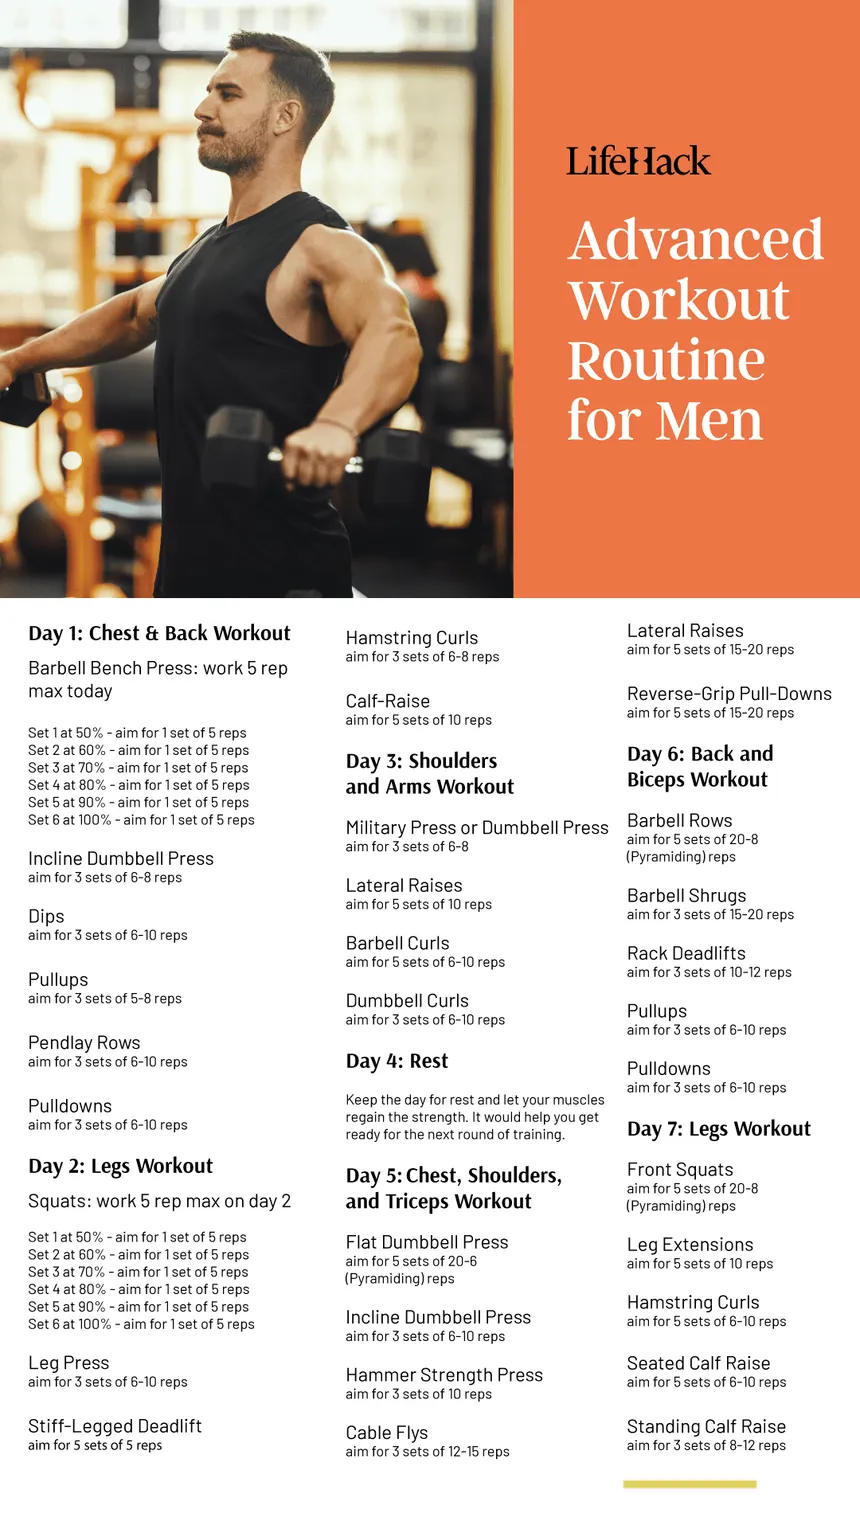 LifeHack
Advanced
Workout
Routine
for Men
Day 1: Chest & Back Workout
Barbell Bench Press: work 5 rep
max today
Set 1 at 50% - aim for 1 set of 5 reps
Set 2 at 60% - aim for 1 set of 5 reps
Set 3 at 70% - aim for 1 set of 5 reps
Set 4 at 80% - aim for 1 set of 5 reps
Set 5 at 90% - aim for 1 set of 5 reps
Set 6 at 100% - aim for 1 set of 5 reps
Incline Dumbbell Press
aim for 3 sets of 6-8 reps
Dips
aim for 3 sets of 6-10 reps
Pullups
aim for 3 sets of 5-8 reps
Pendlay Rows
aim for 3 sets of 6-10 reps
Pulldowns
aim for 3 sets of 6-10 reps
Day 2: Legs Workout
Squats: work 5 rep max on day 2
Set 1 at 50% - aim for 1 set of 5 reps
Set 2 at 60% - aim for 1 set of 5 reps
Set 3 at 70% - aim for 1 set of 5 reps
Set 4 at 80% - aim for 1 set of 5 reps
Set 5 at 90% - aim for 1 set of 5 reps
Set 6 at 100% - aim for 1 set of 5 reps
Leg Press
aim for 3 sets of 6-10 reps
Stiff-Legged Deadlift
aim for 5 sets of 5 reps
Hamstring Curls
aim for 3 sets of 6-8 reps
Calf-Raise
aim for 5 sets of 10 reps
Day 3: Shoulders
and Arms Workout
Military Press or Dumbbell Press
aim for 3 sets of 6-8
Lateral Raises
aim for 5 sets of 10 reps
Barbell Curls
aim for 5 sets of 6-10 reps
Dumbbell Curls
aim for 3 sets of 6-10 reps
Day 4: Rest
Keep the day for rest and let your muscles
regain the strength. It would help you get
ready for the next round of training.
Day 5: Chest, Shoulders,
and Triceps Workout
Flat Dumbbell Press
aim for 5 sets of 20-6
(Pyramiding) reps
Incline Dumbbell Press
aim for 3 sets of 6-10 reps
Hammer Strength Press
aim for 3 sets of 10 reps
Cable Flys
aim for 3 sets of 12-15 reps
Lateral Raises
aim for 5 sets of 15-20 reps
Reverse-Grip Pull-Downs
aim for 5 sets of 15-20 reps
Day 6: Back and
Biceps Workout
Barbell Rows
aim for 5 sets of 20-8
(Pyramiding) reps
Barbell Shrugs
aim for 3 sets of 15-20 reps
Rack Deadlifts
aim for 3 sets of 10-12 reps
Pullups
aim for 3 sets of 6-10 reps
Pulldowns
aim for 3 sets of 6-10 reps
Day 7: Legs Workout
Front Squats
aim for 5 sets of 20-8
(Pyramiding) reps
Leg Extensions
aim for 5 sets of 10 reps
Hamstring Curls
aim for 5 sets of 6-10 reps
Seated Calf Raise
aim for 5 sets of 6-10 reps
Standing Calf Raise
aim for 3 sets of 8-12 reps